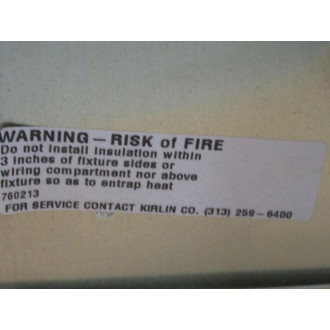 WARNING — RISK of FIRE
Do not install insulation within
3 inches of fixture sides or
wiring compartment nor above
fixture so as to entrap heat
760213
FOR SERVICE CONTACT KIRLIN CO. (313) 259-6400